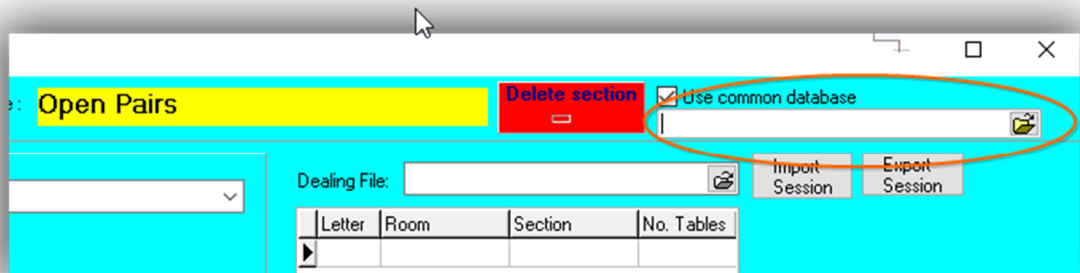 e: Open Pairs
Delete section
Use common database
Dealing File:
Import Session
Export Session
Letter Room Section No. Tables